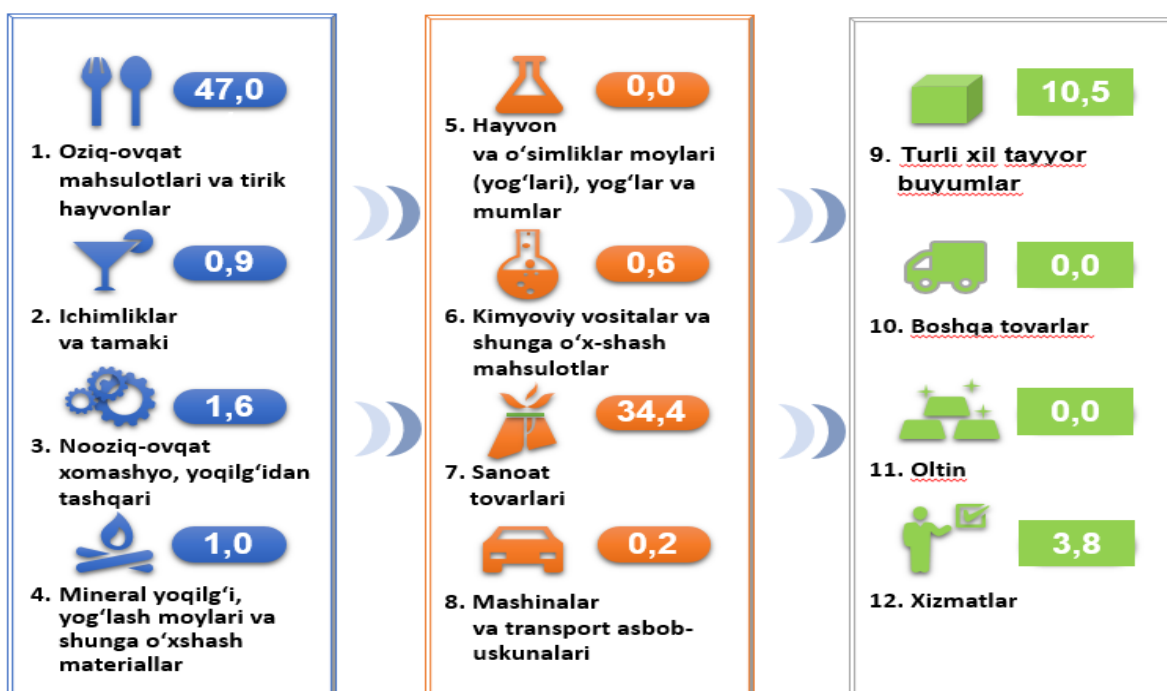 47,0
1. Oziq-ovqat
mahsulotlari va tirik
hayvonlar
0,9
2. Ichimliklar
va tamaki
1,6
3. Nooziq-ovqat
xomashyo, yoqilg‘idan
tashqari
1,0
4. Mineral yoqilg‘i,
yog‘lash moylari va
shunga o‘xshash
materiallar
0,0
5. Hayvon
va o‘simliklar moylari
(yog‘lari), yog‘lar va
mumlar
0,6
6. Kimyoviy vositalar va
shunga o‘x-shash
mahsulotlar
34,4
7. Sanoat
tovarlari
0,2
8. Mashinalar
va transport asbob-
uskunalari
10,5
9. Turli xil tayyor
buyumlar
0,0
10. Boshqa tovarlar
0,0
11. Oltin
3,8
12. Xizmatlar